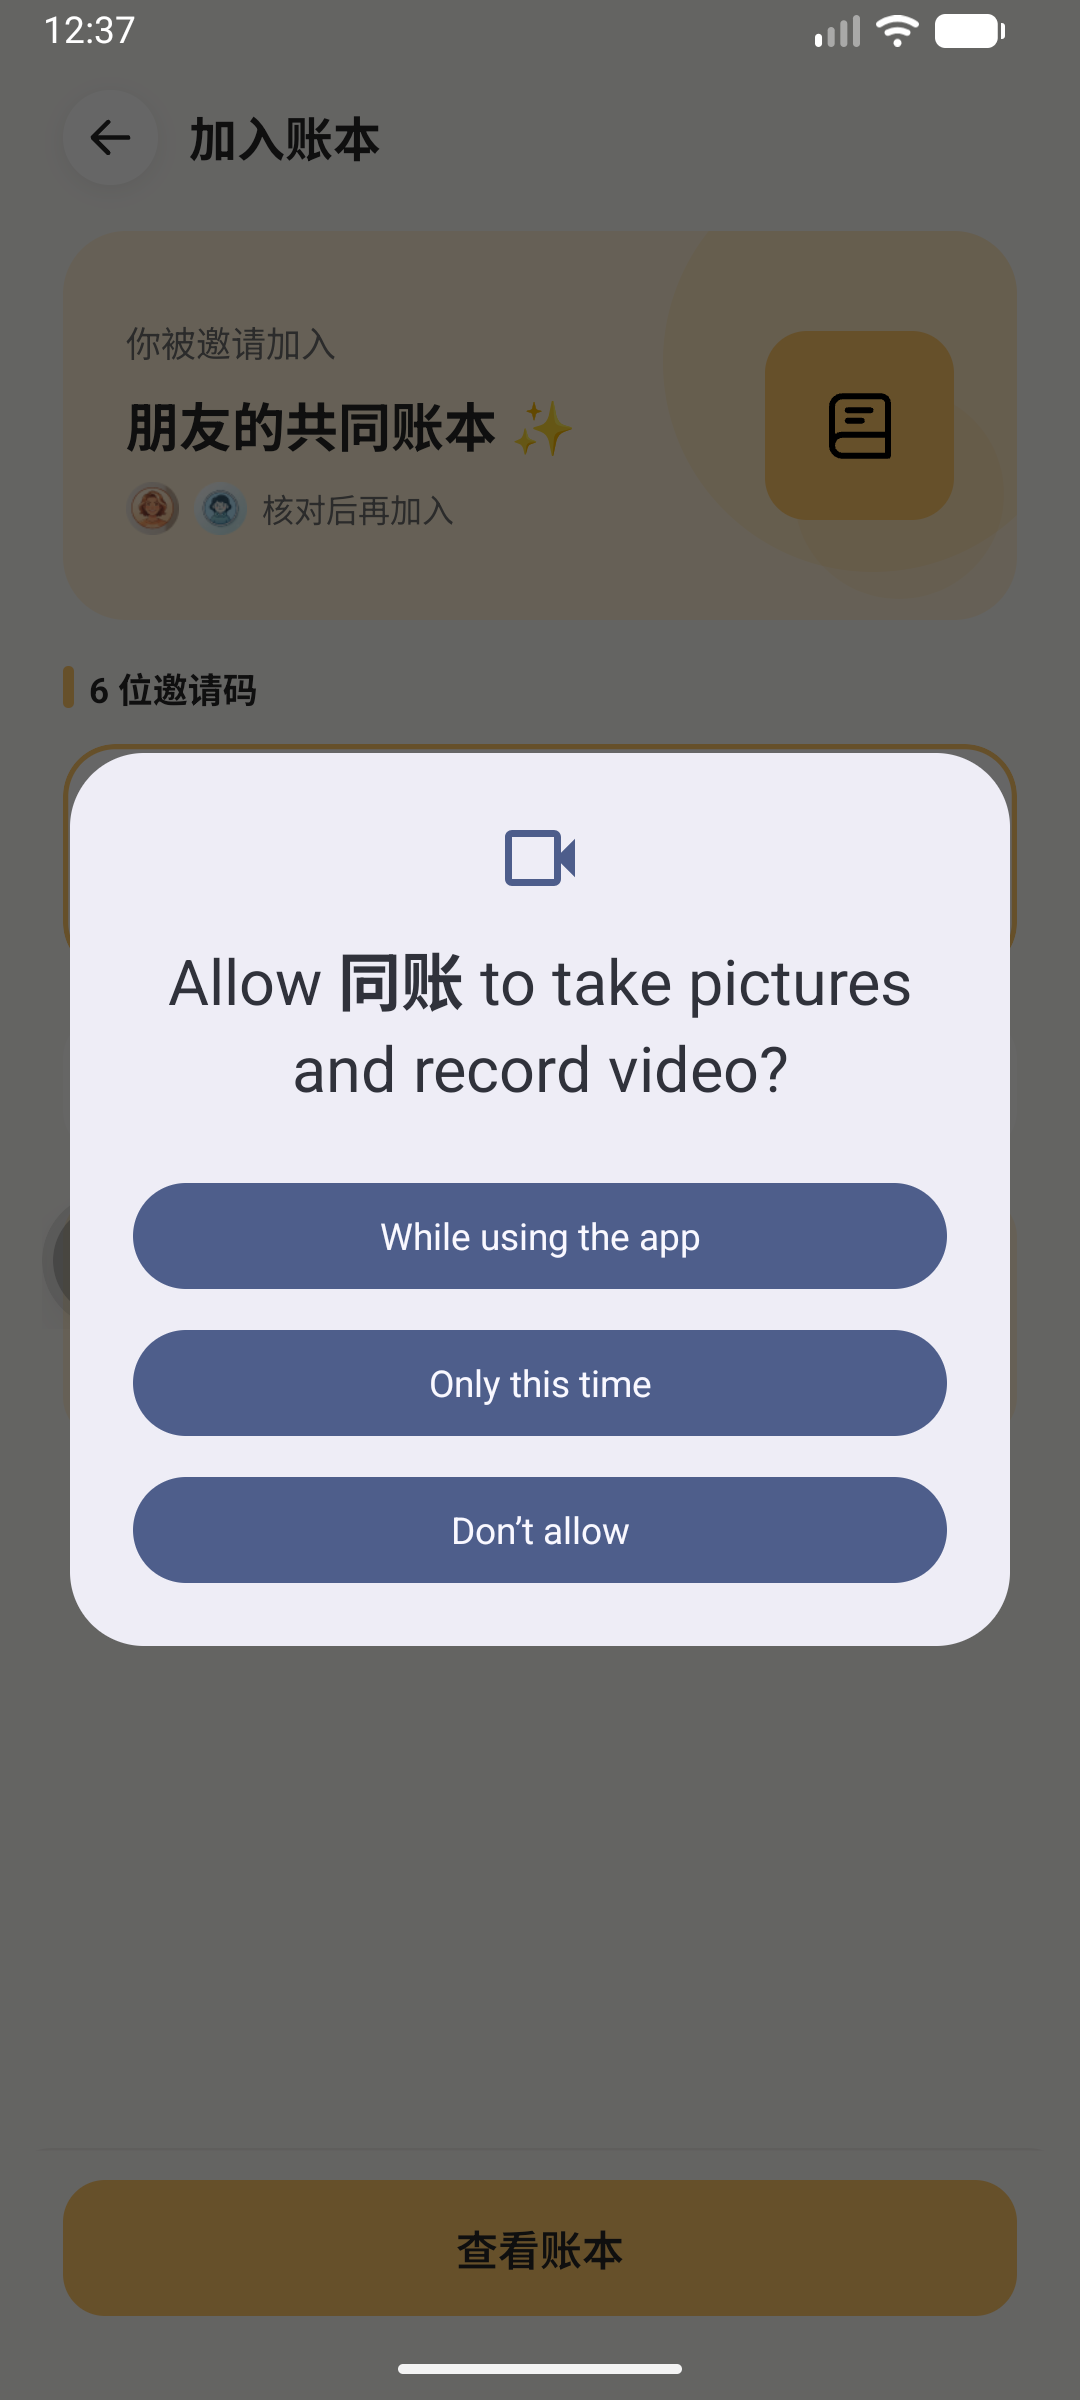 12:37
加入账本
你被邀请加入
朋友的共同账本 ✨
核对后再加入
6 位邀请码
Allow 同账 to take pictures
and record video?
While using the app
Only this time
Don’t allow
查看账本